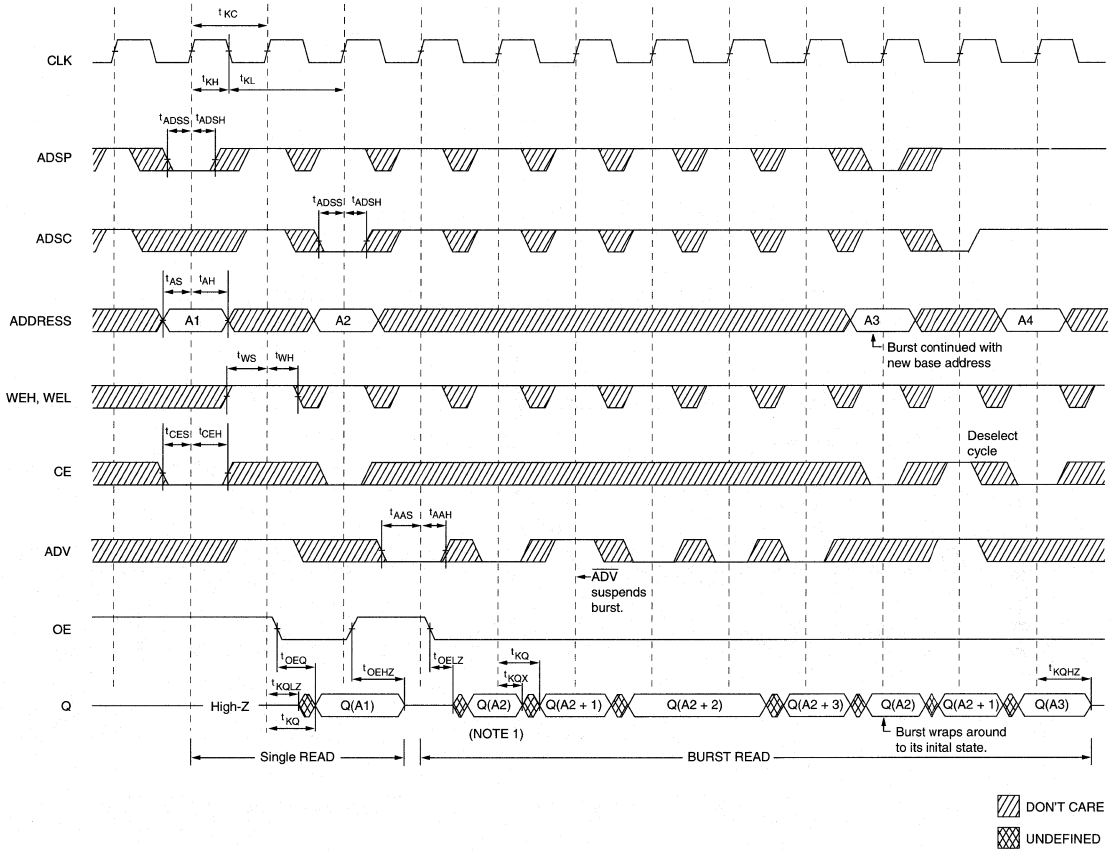 tKC
CLK
tKH
tKL
tADSS
tADSH
ADSP
tADSS
tADSH
ADSC
tAS
tAH
ADDRESS
A1
A2
A3
A4
Burst continued with
new base address
tWS
tWH
WEH, WEL
tCES
tCEH
Deselect
cycle
CE
tAAS
tAAH
ADV
ADV
suspends
burst.
OE
tOEQ
tOEHZ
tOELZ
tKQ
tKQX
tKQLZ
tKQHZ
Q
High-Z
Q(A1)
Q(A2)
Q(A2 + 1)
Q(A2 + 2)
Q(A2 + 3)
Q(A2)
Q(A2 + 1)
Q(A3)
tKQ
(NOTE 1)
Burst wraps around
to its inital state.
Single READ
BURST READ
DON'T CARE
UNDEFINED